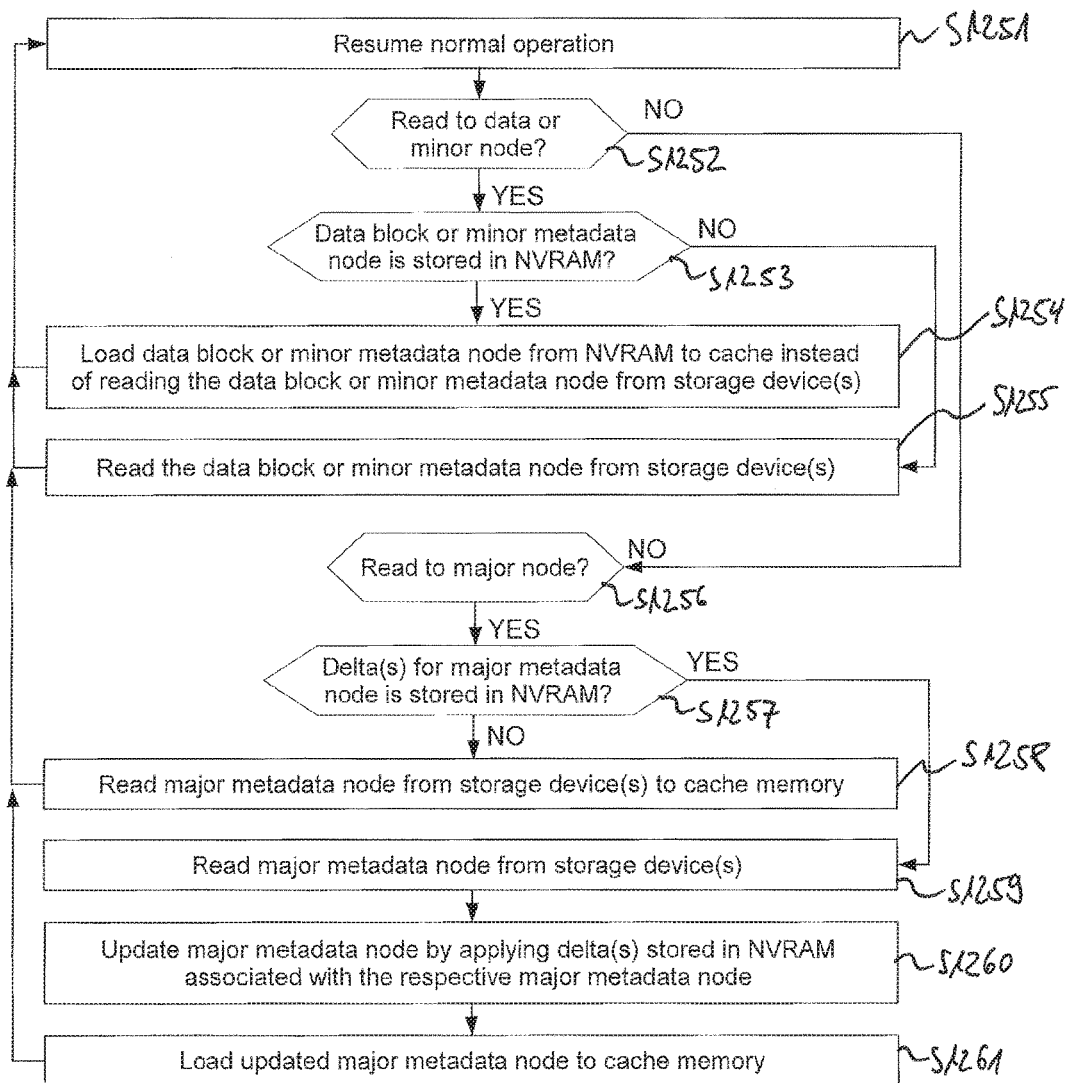 Resume normal operation
S1251
Read to data or
minor node?
NO
S1252
YES
Data block or minor metadata
node is stored in NVRAM?
NO
S1253
YES
S1254
Load data block or minor metadata node from NVRAM to cache instead
of reading the data block or minor metadata node from storage device(s)
S1255
Read the data block or minor metadata node from storage device(s)
Read to major node?
NO
S1256
YES
Delta(s) for major metadata
node is stored in NVRAM?
YES
S1257
NO
S1258
Read major metadata node from storage device(s) to cache memory
Read major metadata node from storage device(s)
S1259
Update major metadata node by applying delta(s) stored in NVRAM
associated with the respective major metadata node
S1260
Load updated major metadata node to cache memory
S1261